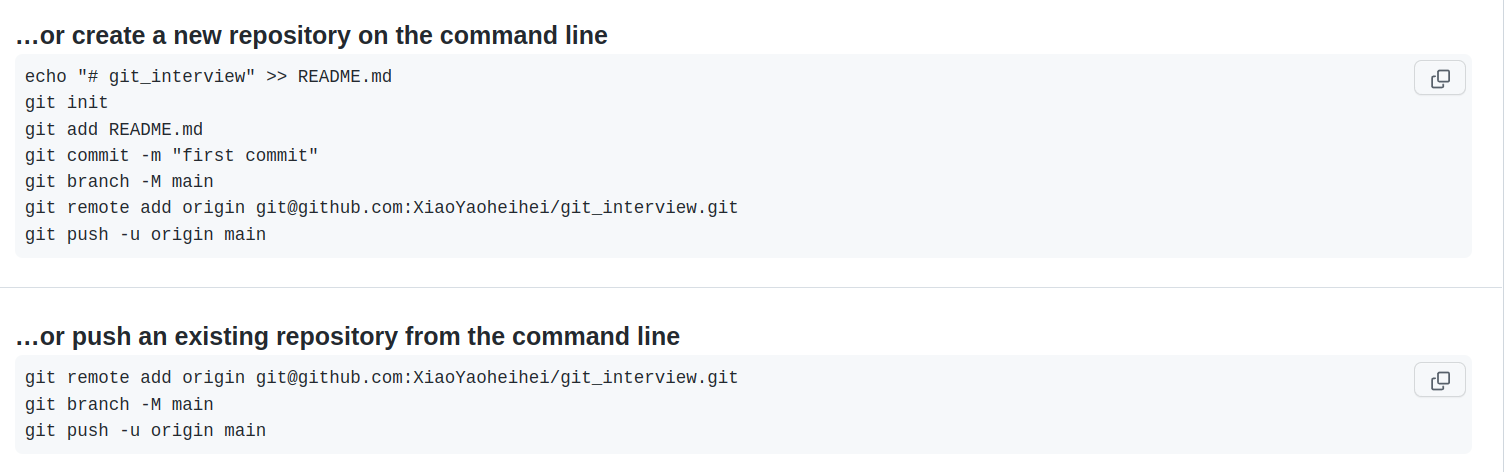 ...or create a new repository on the command line
echo "# git_interview" >> README.md
git init
git add README.md
git commit -m "first commit"
git branch -M main
git remote add origin git@github.com:XiaoYaoheihei/git_interview.git
git push -u origin main
...or push an existing repository from the command line
git remote add origin git@github.com:XiaoYaoheihei/git_interview.git
git branch -M main
git push -u origin main